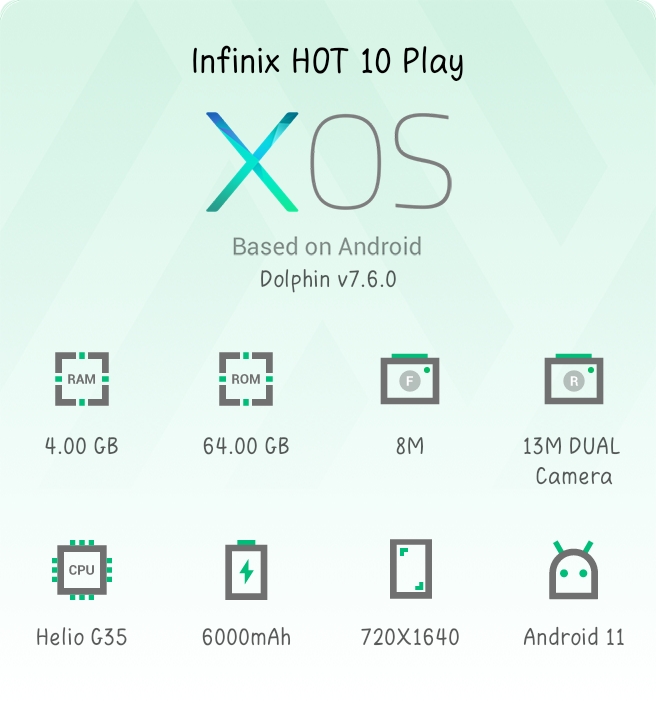 Infinix HOT 10 Play
XOS
Based on Android
Dolphin v7.6.0
RAM
ROM
F
R
4.00 GB
64.00 GB
8M
13M DUAL
Camera
CPU
Helio G35
6000mAh
720X1640
Android 11